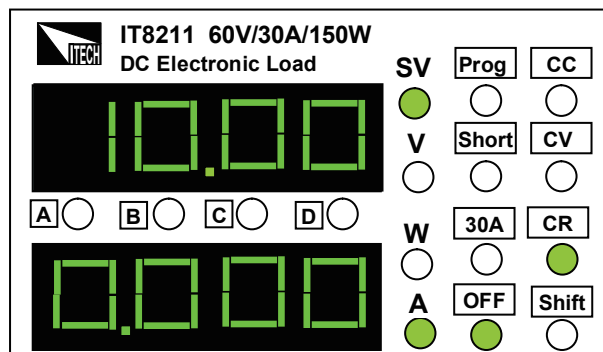 ITECH
IT8211 60V/30A/150W
DC Electronic Load
SV Prog CC
10.00
V Short CV
A B C D
W 30A CR
0.000
A OFF Shift